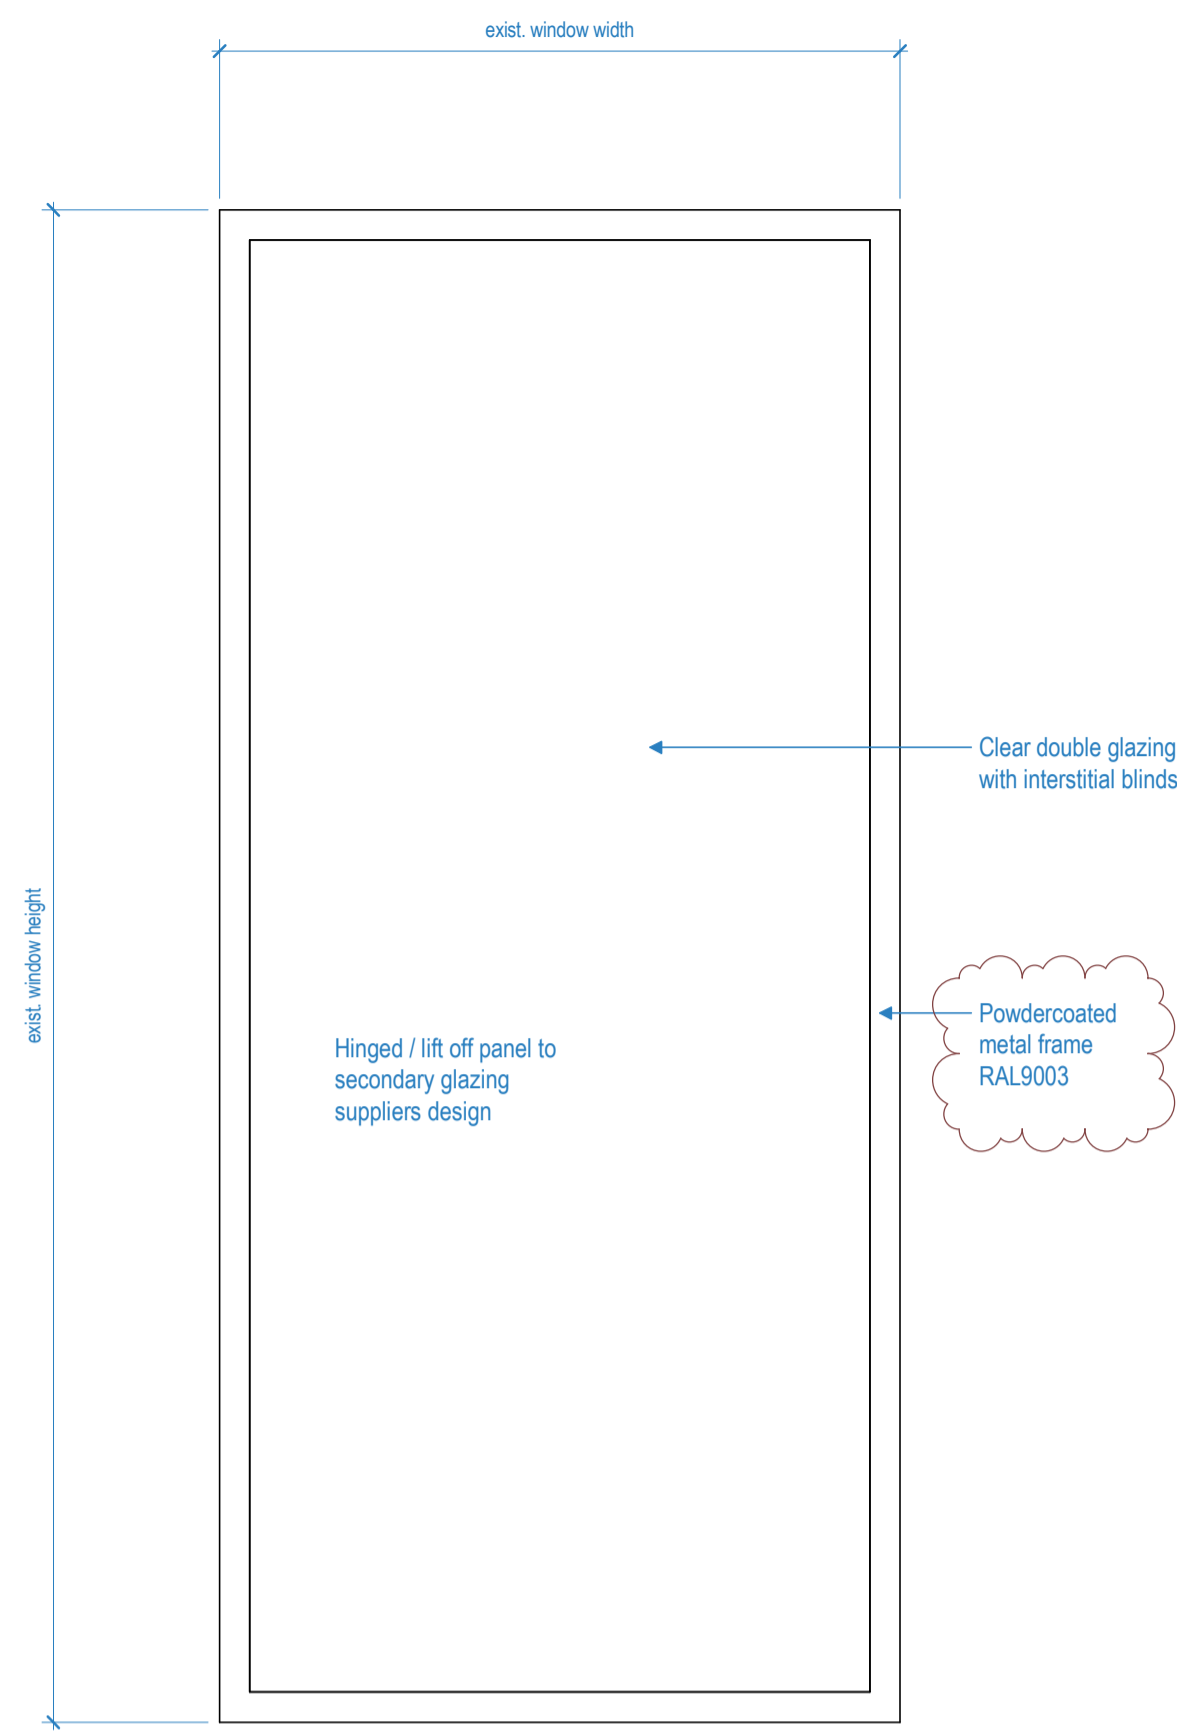 exist. window width
Clear double glazing
with interstitial blinds
exist. window height
Powdercoated
metal frame
RAL9003
Hinged / lift off panel to
secondary glazing
suppliers design